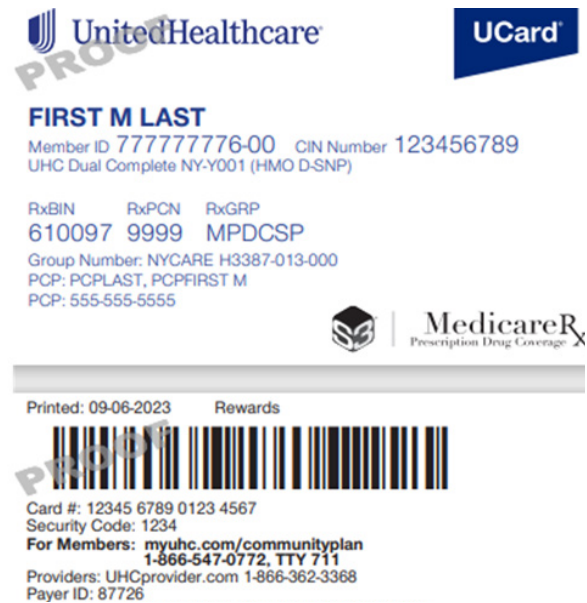 UnitedHealthcare
UCard
PROOF
FIRST M LAST
Member ID 777777776-00 CIN Number 123456789
UHC Dual Complete NY-Y001 (HMO D-SNP)
RxBIN RxPCN RxGRP
610097 9999 MPDCSP
Group Number: NYCARE H3387-013-000
PCP: PCPLAST, PCPFIRST M
PCP: 555-555-5555
S3
MedicareRx
Prescription Drug Coverage
Printed: 09-06-2023 Rewards
PROOF
Card #: 12345 6789 0123 4567
Security Code: 1234
For Members: myuhc.com/communityplan
1-866-547-0772, TTY 711
Providers: UHCprovider.com 1-866-362-3368
Payer ID: 87726